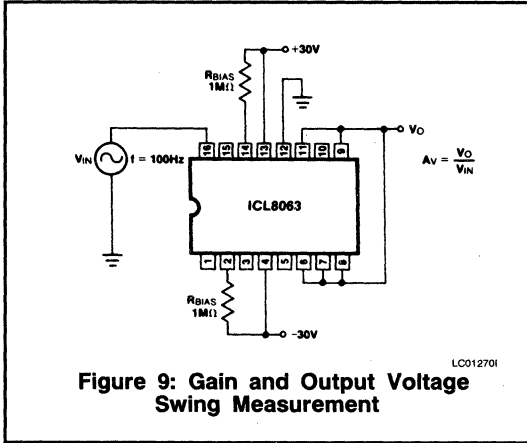 +30V
RBIAS
1MΩ
VIN
f = 100Hz
16 15 14 13 12 11 10 9
VO
AV = VO
VIN
ICL8063
1 2 3 4 5 6 7 8
RBIAS
1MΩ
-30V
LC01270I
Figure 9: Gain and Output Voltage
Swing Measurement